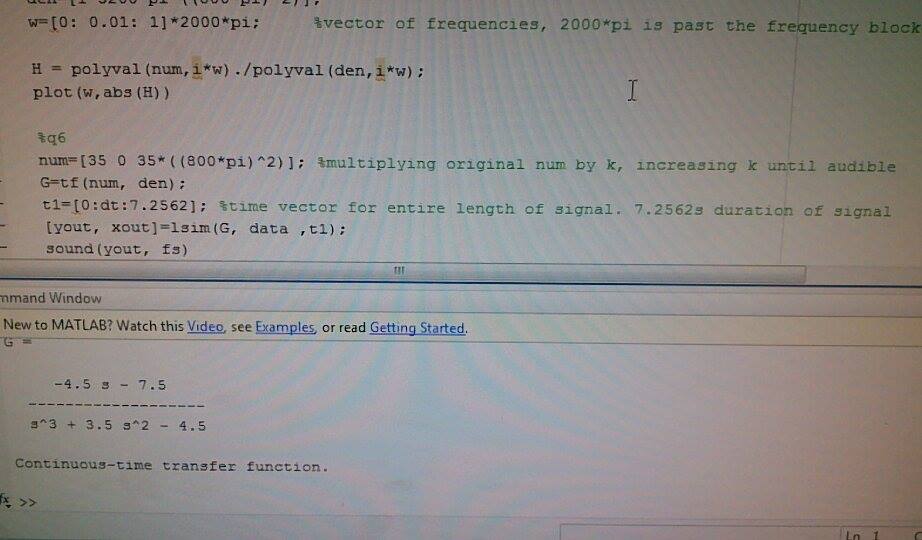 w=[0: 0.01: 1]*2000*pi; %vector of frequencies, 2000*pi is past the frequency block
H = polyval(num,i*w)./polyval(den,i*w);
plot(w,abs(H))
%q6
num=[35 0 35*((800*pi)^2)]; %multiplying original num by k, increasing k until audible
G=tf(num, den);
t1=[0:dt:7.2562]; %time vector for entire length of signal. 7.2562s duration of signal
[yout, xout]=lsim(G, data ,t1);
sound(yout, fs)
mmand Window
New to MATLAB? Watch this Video, see Examples, or read Getting Started.
G =
-4.5 s - 7.5
-------------------
s^3 + 3.5 s^2 - 4.5
Continuous-time transfer function.
fx >>
Ln 1